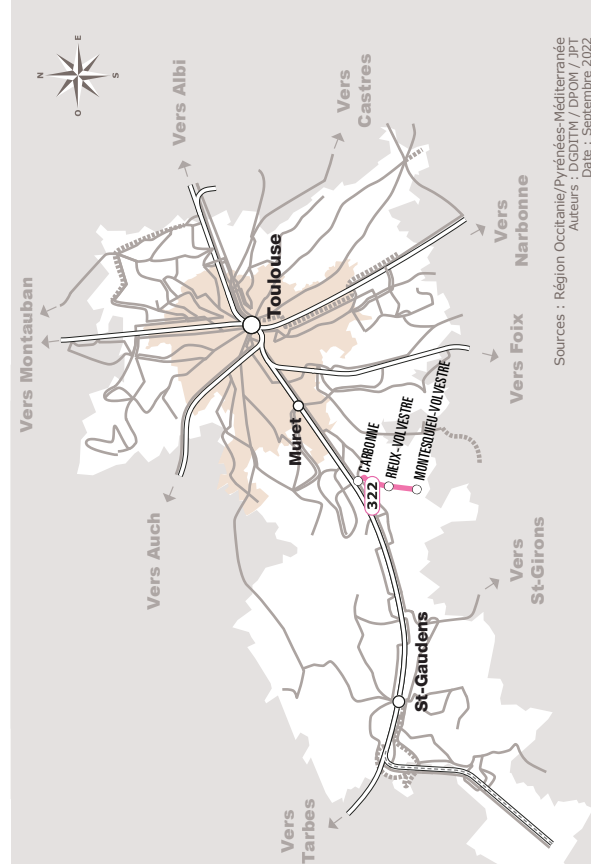 N
E
S
O
Vers Albi
Vers
Castres
Vers Montauban
Toulouse
Vers
Narbonne
Vers Foix
Muret
CARBONNE
RIEUX-VOLVESTRE
MONTESQUIEU-VOLVESTRE
322
Vers Auch
Vers
St-Girons
St-Gaudens
Vers
Tarbes
Sources : Région Occitanie/Pyrénées-Méditerranée
Auteurs : DGDITM / DPOM / JPT
Date : Septembre 2022